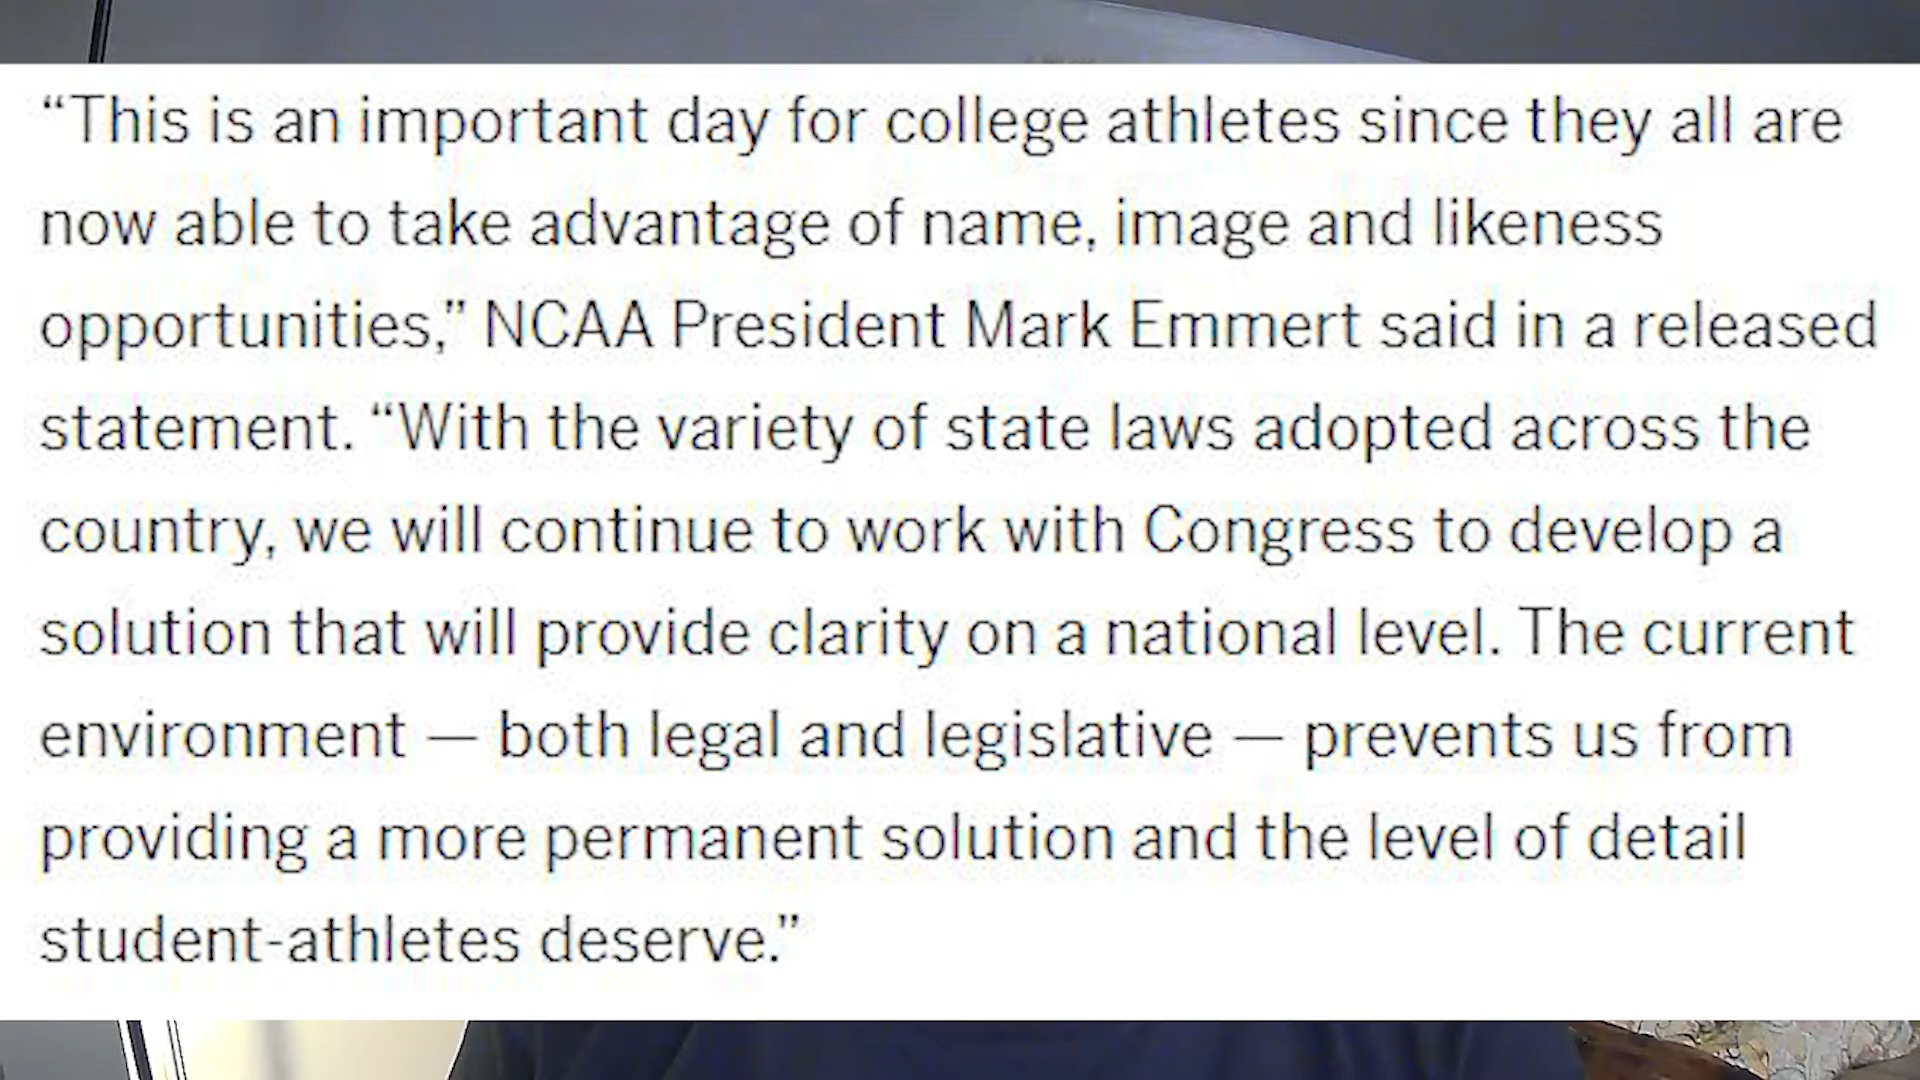 “This is an important day for college athletes since they all are
now able to take advantage of name, image and likeness
opportunities,” NCAA President Mark Emmert said in a released
statement. “With the variety of state laws adopted across the
country, we will continue to work with Congress to develop a
solution that will provide clarity on a national level. The current
environment — both legal and legislative — prevents us from
providing a more permanent solution and the level of detail
student-athletes deserve.”